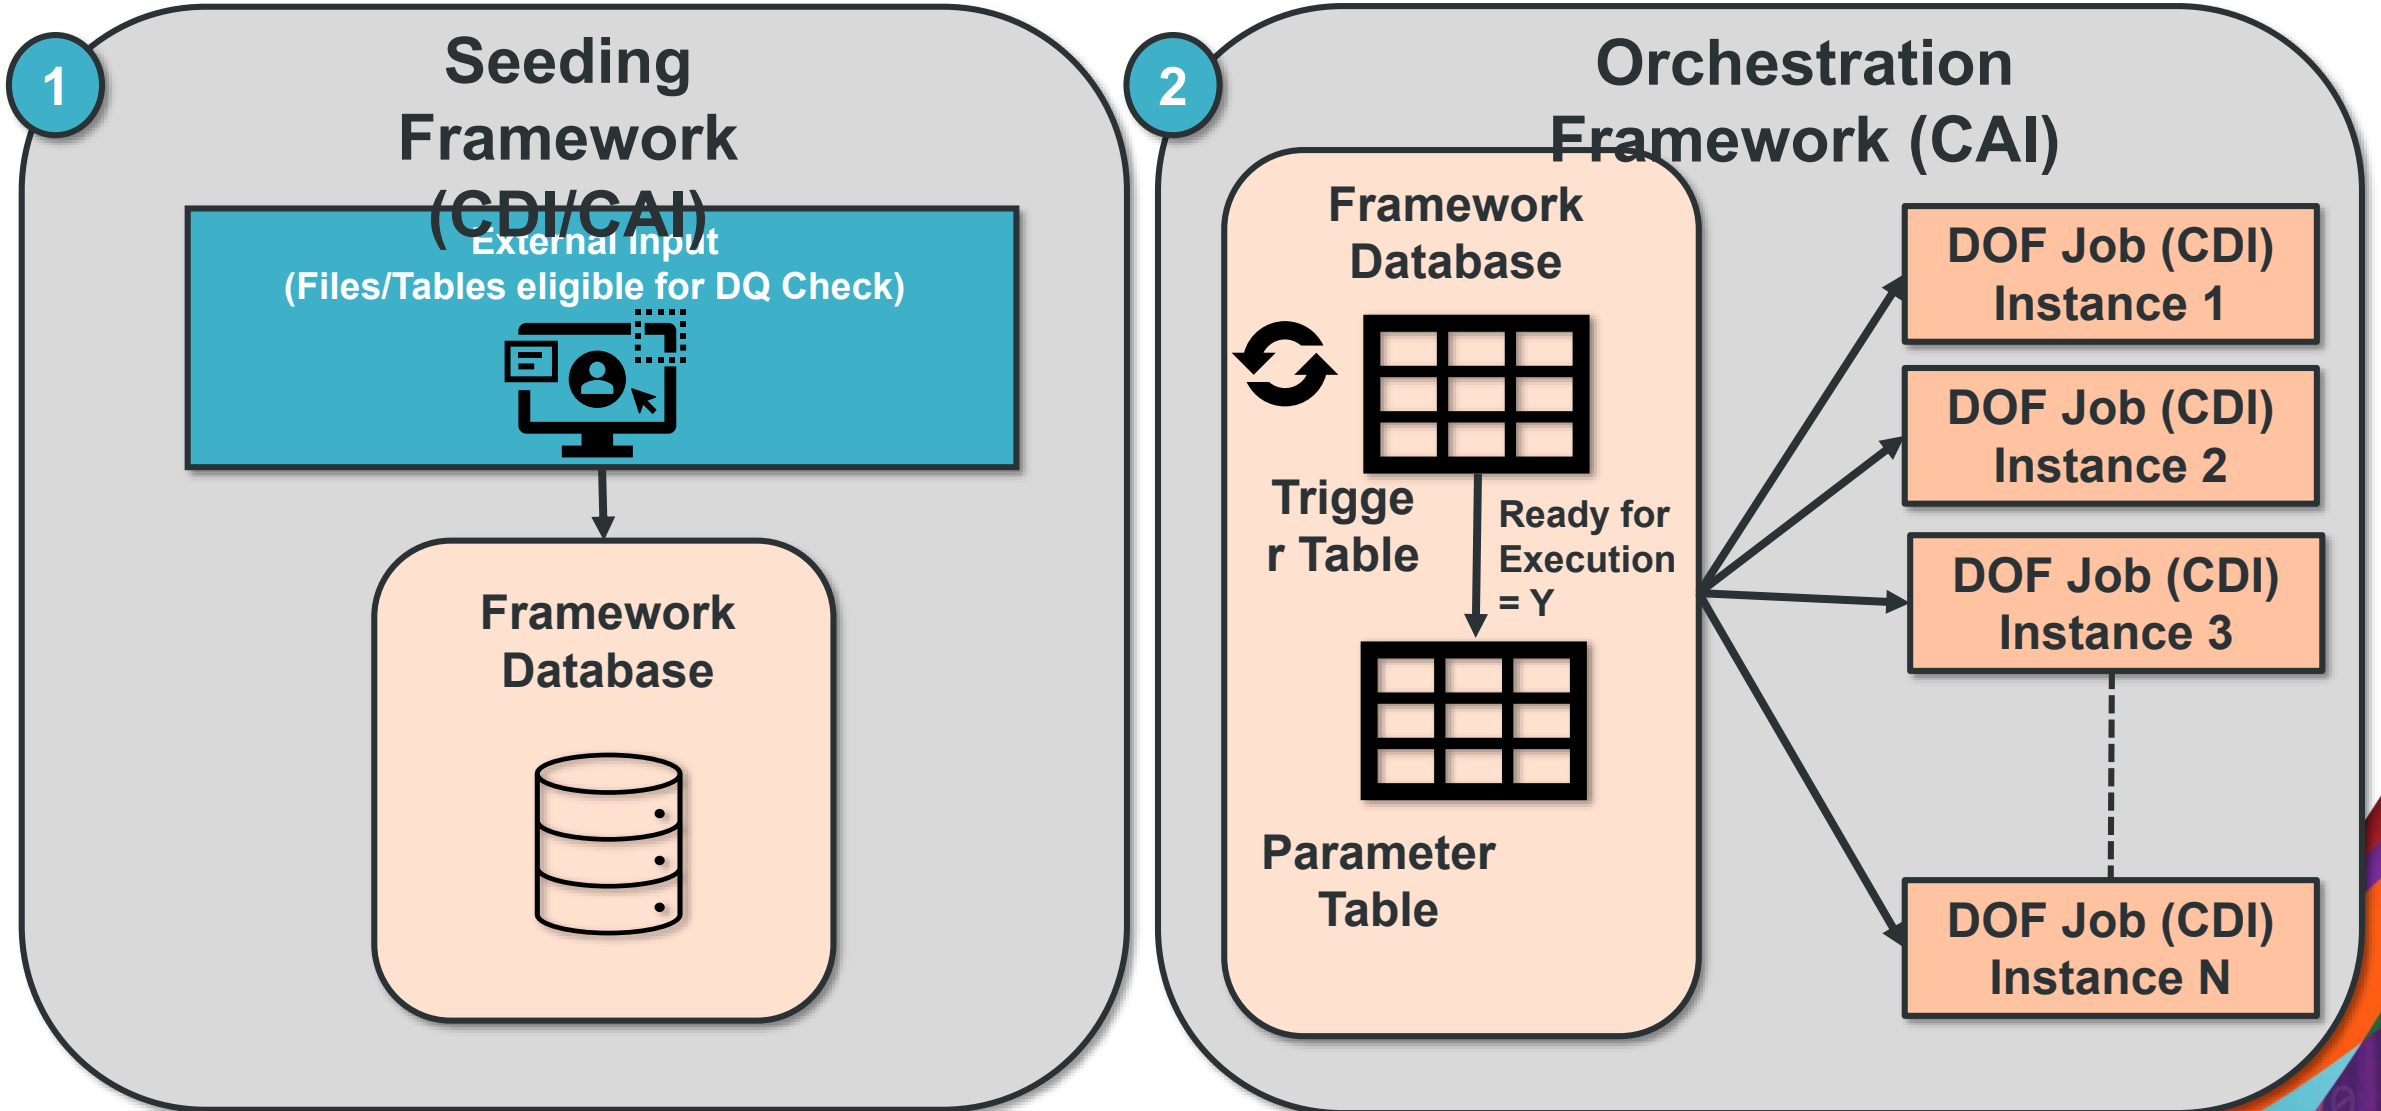 1
Seeding
Framework
(CDI/CAI)
External Input
(Files/Tables eligible for DQ Check)
Framework
Database
2
Orchestration
Framework (CAI)
Framework
Database
Trigge
r Table
Ready for
Execution
= Y
Parameter
Table
DOF Job (CDI)
Instance 1
DOF Job (CDI)
Instance 2
DOF Job (CDI)
Instance 3
DOF Job (CDI)
Instance N